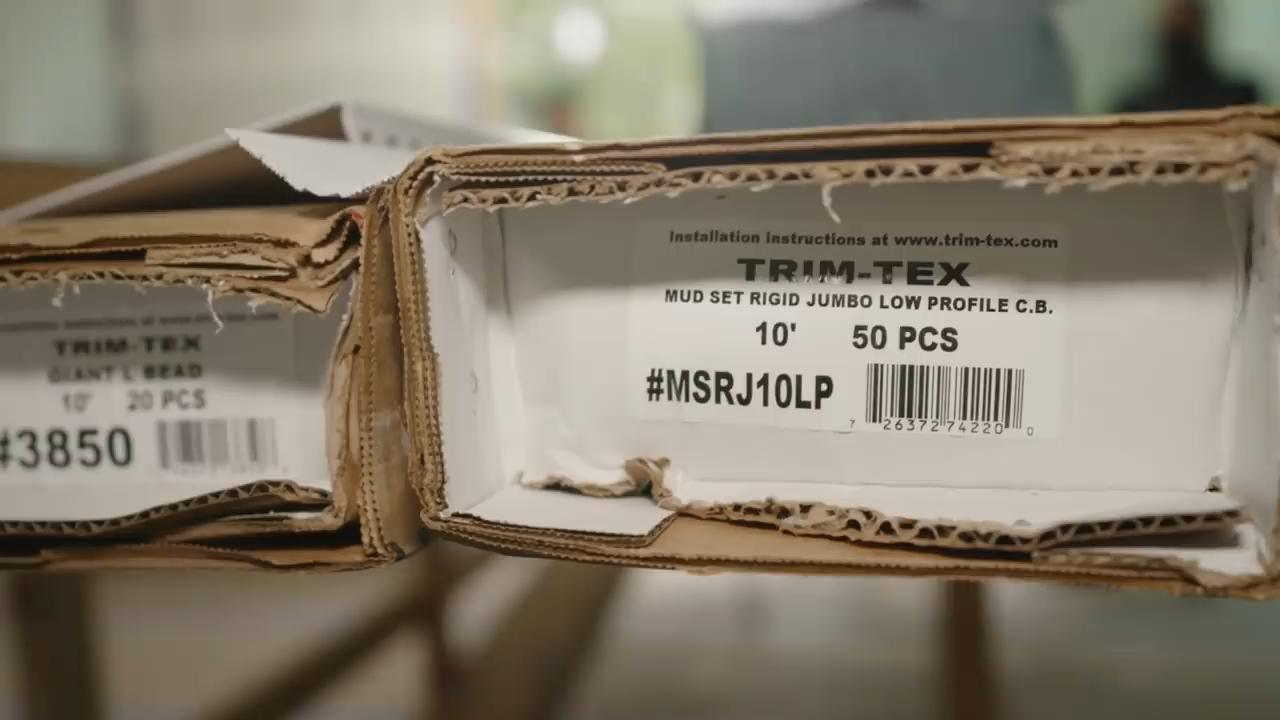 Installation instructions at www.trim-tex.com
TRIM-TEX
MUD SET RIGID JUMBO LOW PROFILE C.B.
10' 50 PCS
#MSRJ10LP
7 26372 74220 0
TRIM-TEX
GIANT L BEAD
10' 20 PCS
#3850